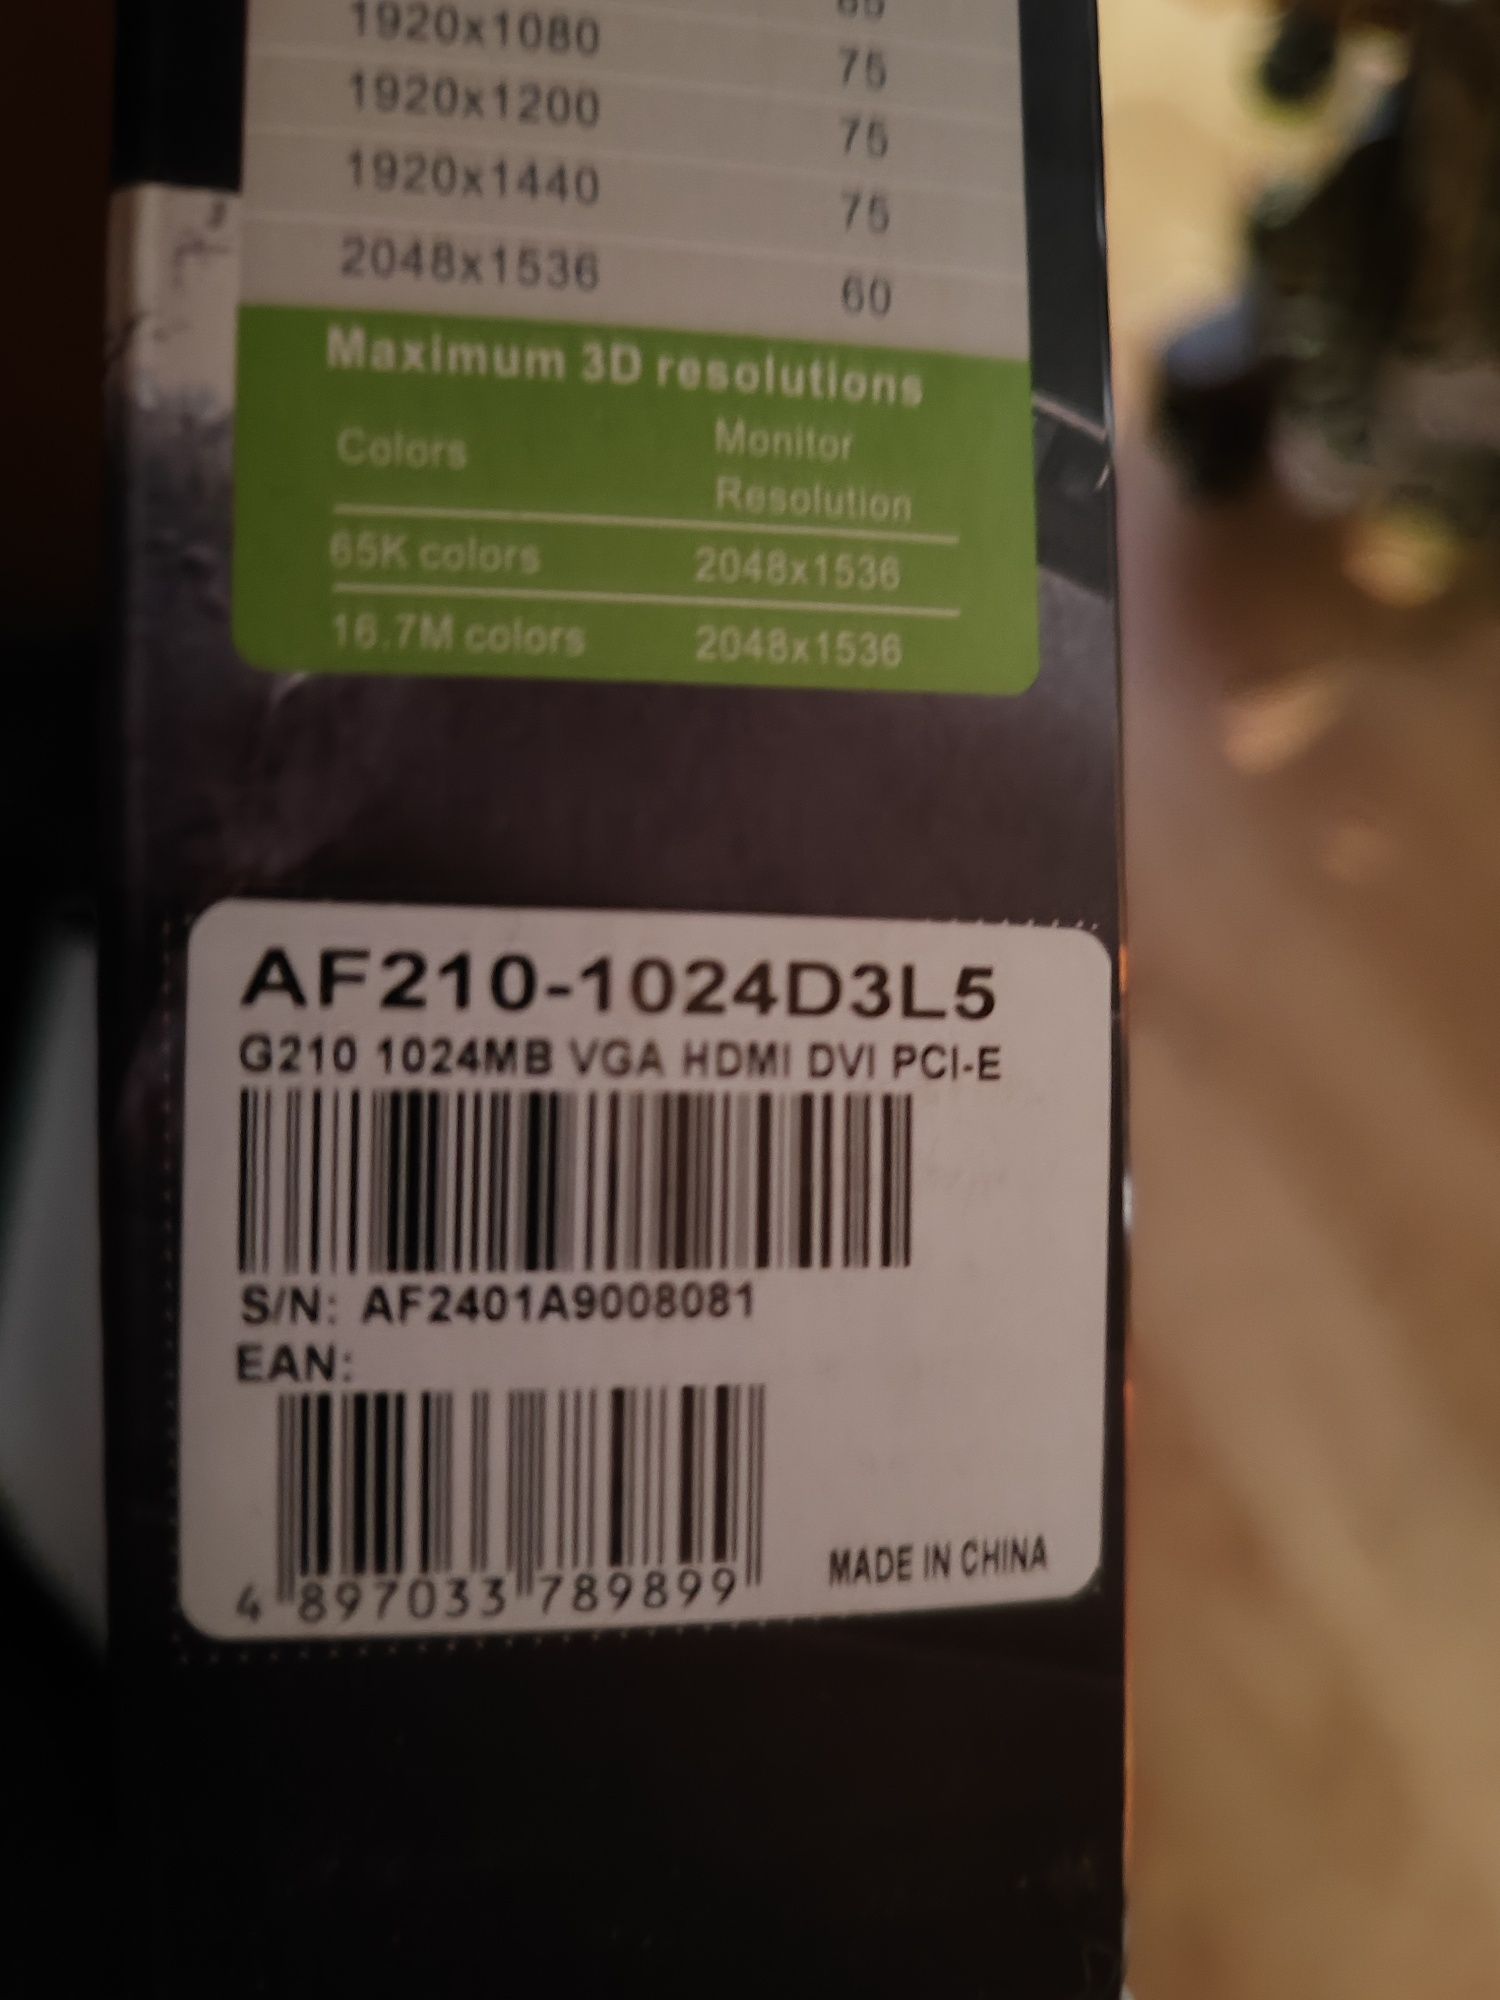 1920x1080
75
1920x1200
75
1920x1440
75
2048x1536
60
Maximum 3D resolutions
Colors
Monitor
Resolution
65K colors 2048x1536
16.7M colors 2048x1536
AF210-1024D3L5
G210 1024MB VGA HDMI DVI PCI-E
S/N: AF2401A9008081
EAN:
4 897033 789899
MADE IN CHINA